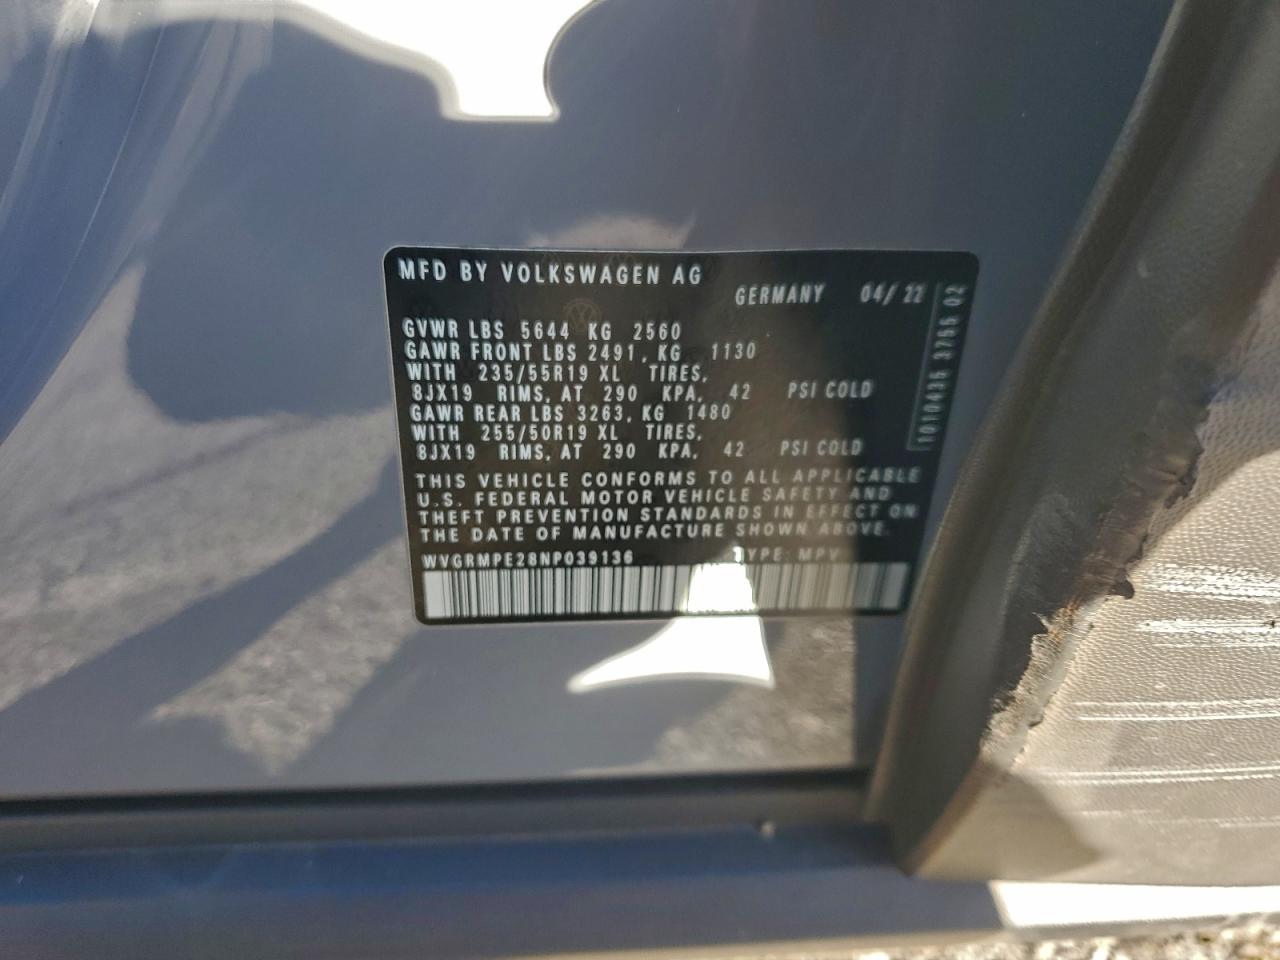 MFD BY VOLKSWAGEN AG
GERMANY 04/ 22
GVWR LBS 5644 KG 2560
GAWR FRONT LBS 2491, KG 1130
WITH 235/55R19 XL TIRES,
8JX19 RIMS, AT 290 KPA, 42 PSI COLD
GAWR REAR LBS 3263, KG 1480
WITH 255/50R19 XL TIRES,
8JX19 RIMS, AT 290 KPA, 42 PSI COLD
THIS VEHICLE CONFORMS TO ALL APPLICABLE
U.S. FEDERAL MOTOR VEHICLE SAFETY AND
THEFT PREVENTION STANDARDS IN EFFECT ON
THE DATE OF MANUFACTURE SHOWN ABOVE.
WVGRMPE28NP039136 TYPE: MPV
1010436 3766 02